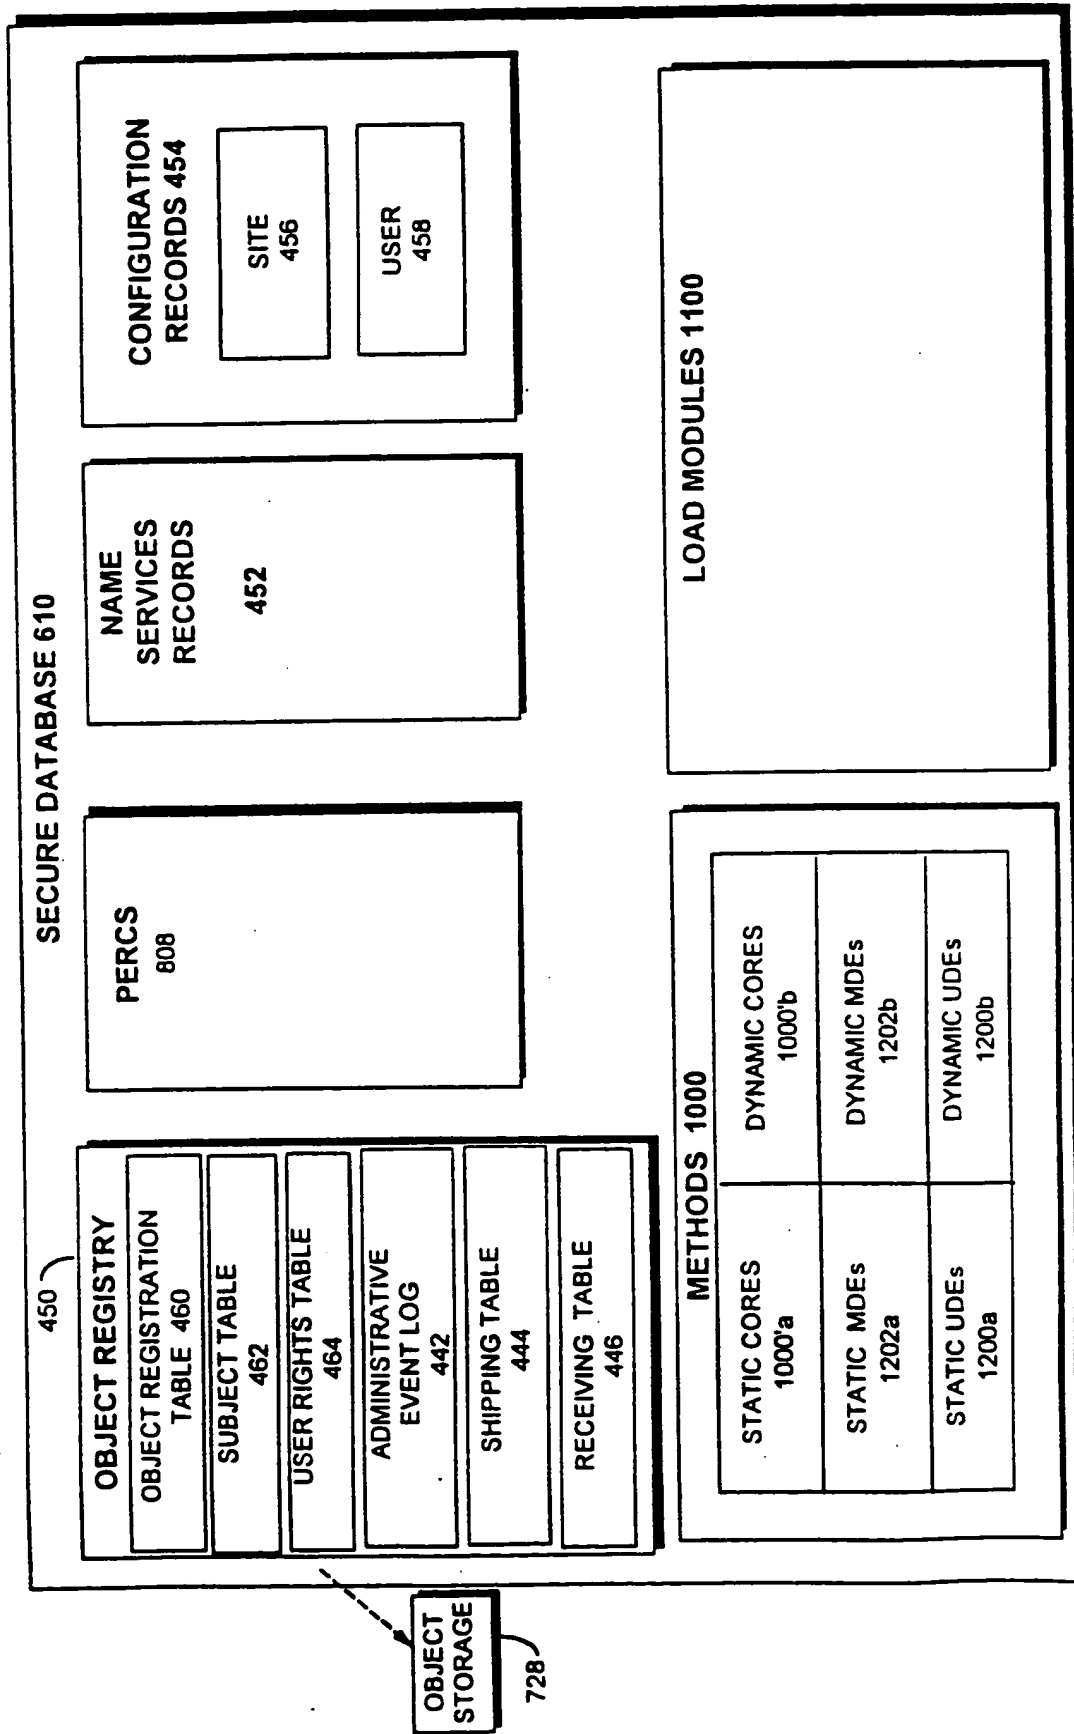 SECURE DATABASE 610
450
OBJECT REGISTRY
OBJECT REGISTRATION
TABLE 460
SUBJECT TABLE
462
USER RIGHTS TABLE
464
ADMINISTRATIVE
EVENT LOG
442
SHIPPING TABLE
444
RECEIVING TABLE
446
PERCS
808
NAME
SERVICES
RECORDS
452
CONFIGURATION
RECORDS 454
SITE
456
USER
458
OBJECT
STORAGE
728
METHODS 1000
STATIC CORES
1000'a
DYNAMIC CORES
1000'b
STATIC MDEs
1202a
DYNAMIC MDEs
1202b
STATIC UDEs
1200a
DYNAMIC UDEs
1200b
LOAD MODULES 1100